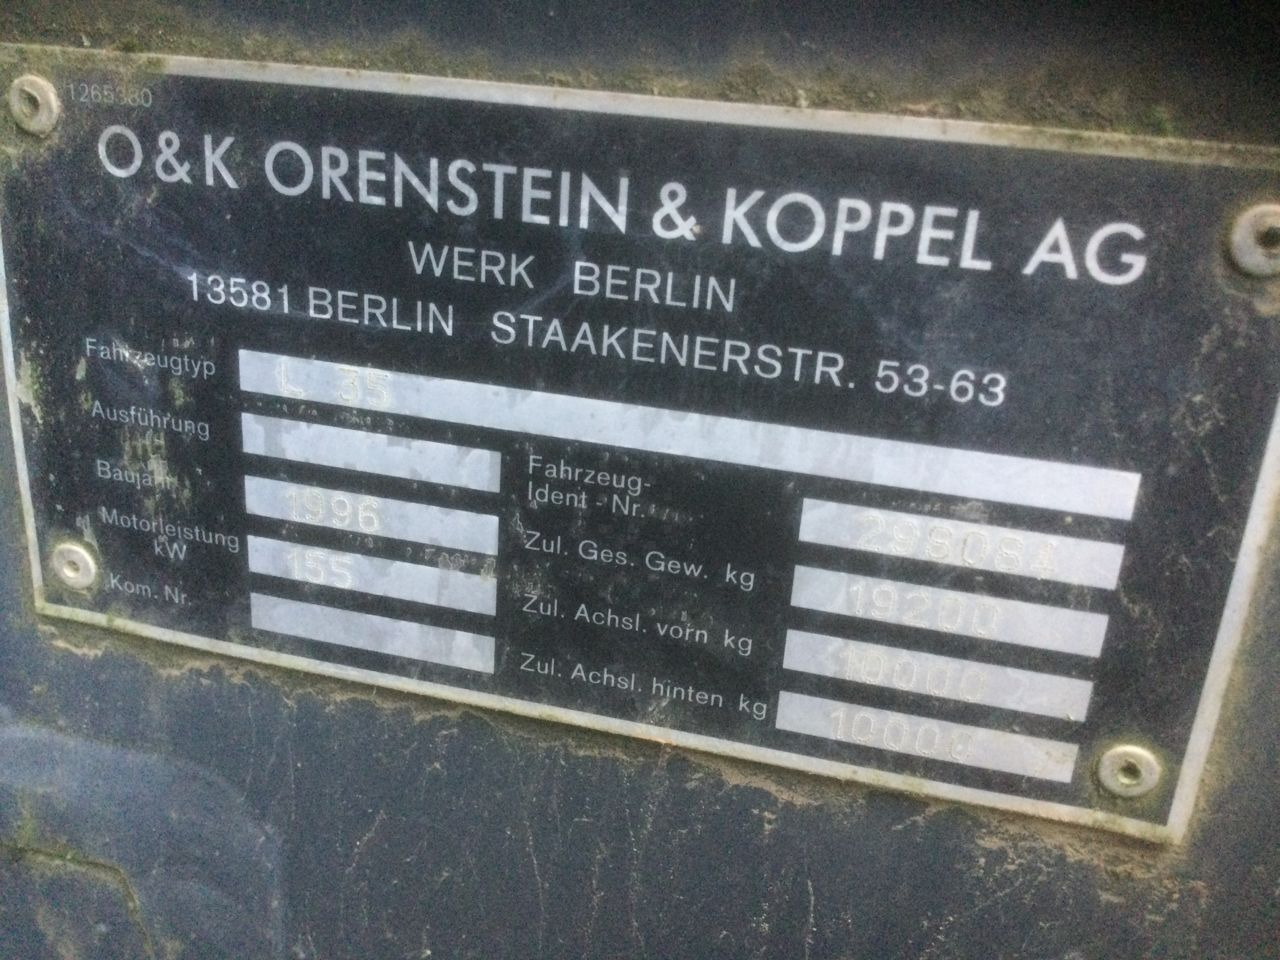 1265380
O&K ORENSTEIN & KOPPEL AG
WERK BERLIN
13581 BERLIN STAAKENERSTR. 53-63
Fahrzeugtyp L 35
Ausführung
Fahrzeug-
Ident-Nr. 298081
Baujahr 1996
Zul. Ges. Gew. kg 19200
Motorleistung
kW 155
Zul. Achsl. vorn kg 10000
Kom. Nr.
Zul. Achsl. hinten kg 10000